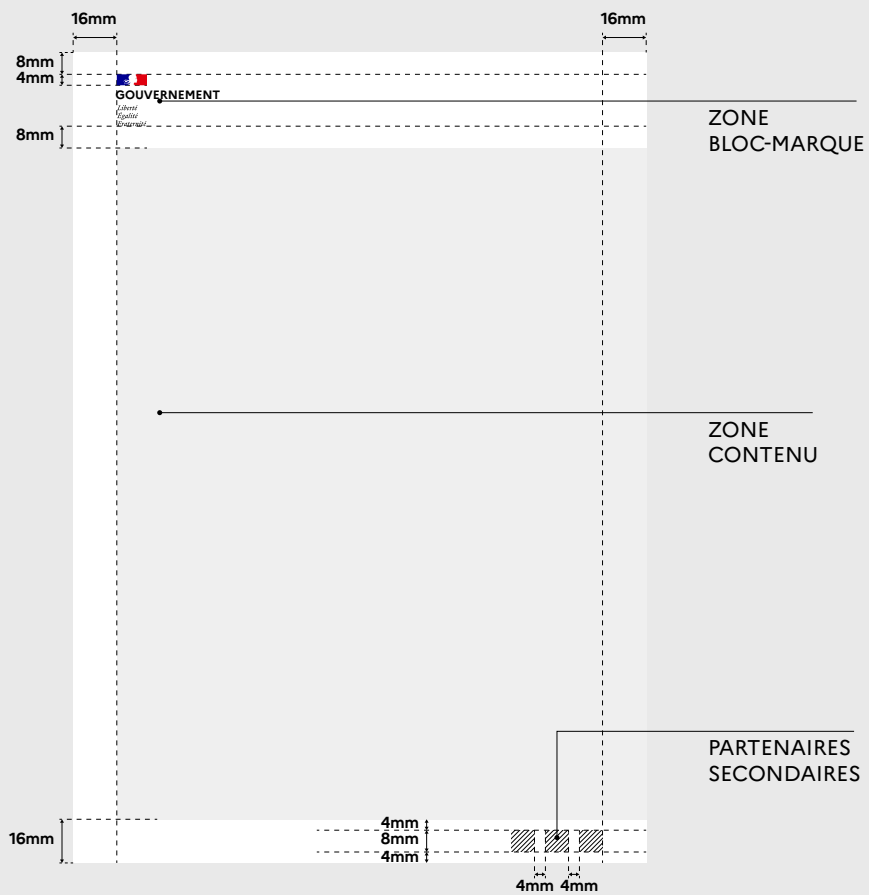 16mm
16mm
8mm
4mm
GOUVERNEMENT
Liberté
Égalité
Fraternité
8mm
ZONE
BLOC-MARQUE
ZONE
CONTENU
PARTENAIRES
SECONDAIRES
4mm
16mm
8mm
4mm
4mm
4mm